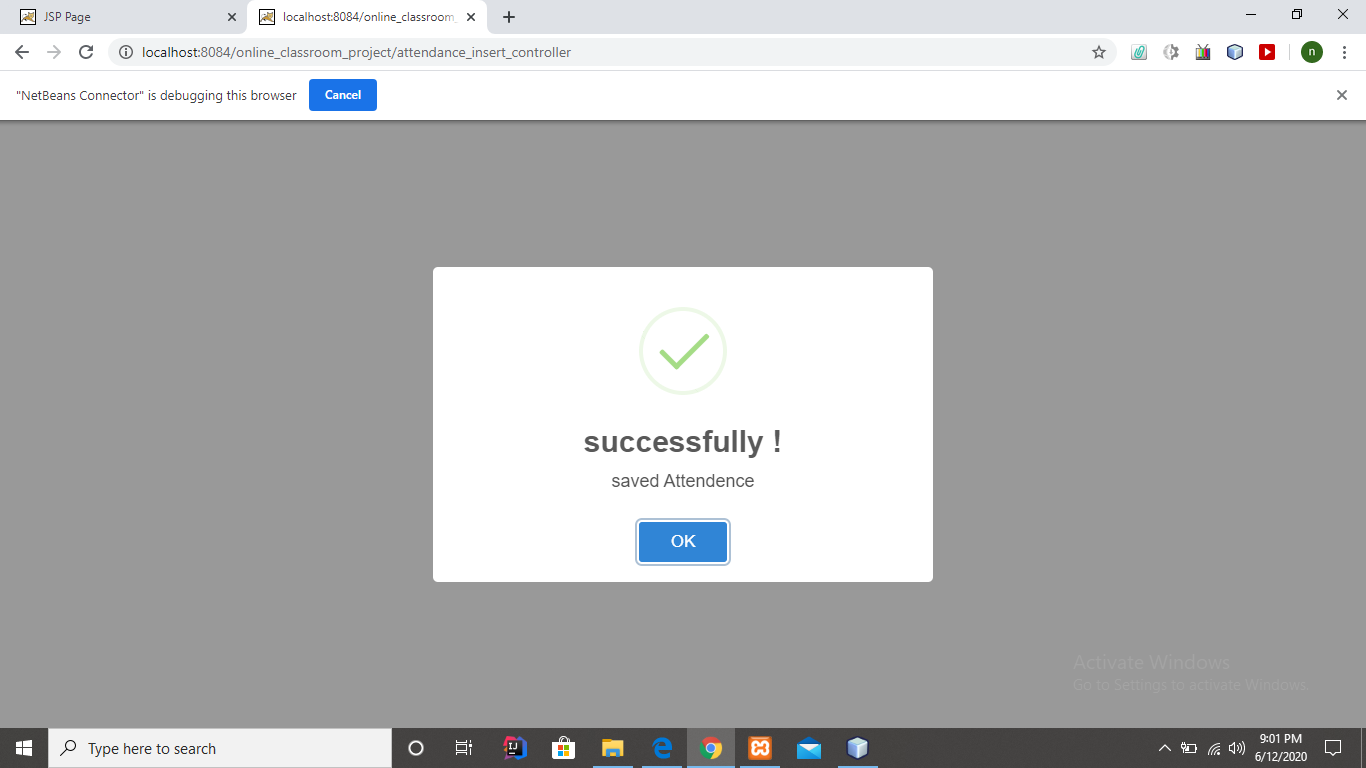 JSP Page
localhost:8084/online_classroom_
localhost:8084/online_classroom_project/attendance_insert_controller
n
"NetBeans Connector" is debugging this browser
Cancel
successfully !
saved Attendence
OK
Activate Windows
Go to Settings to activate Windows.
Type here to search
IJ
9:01 PM
6/12/2020